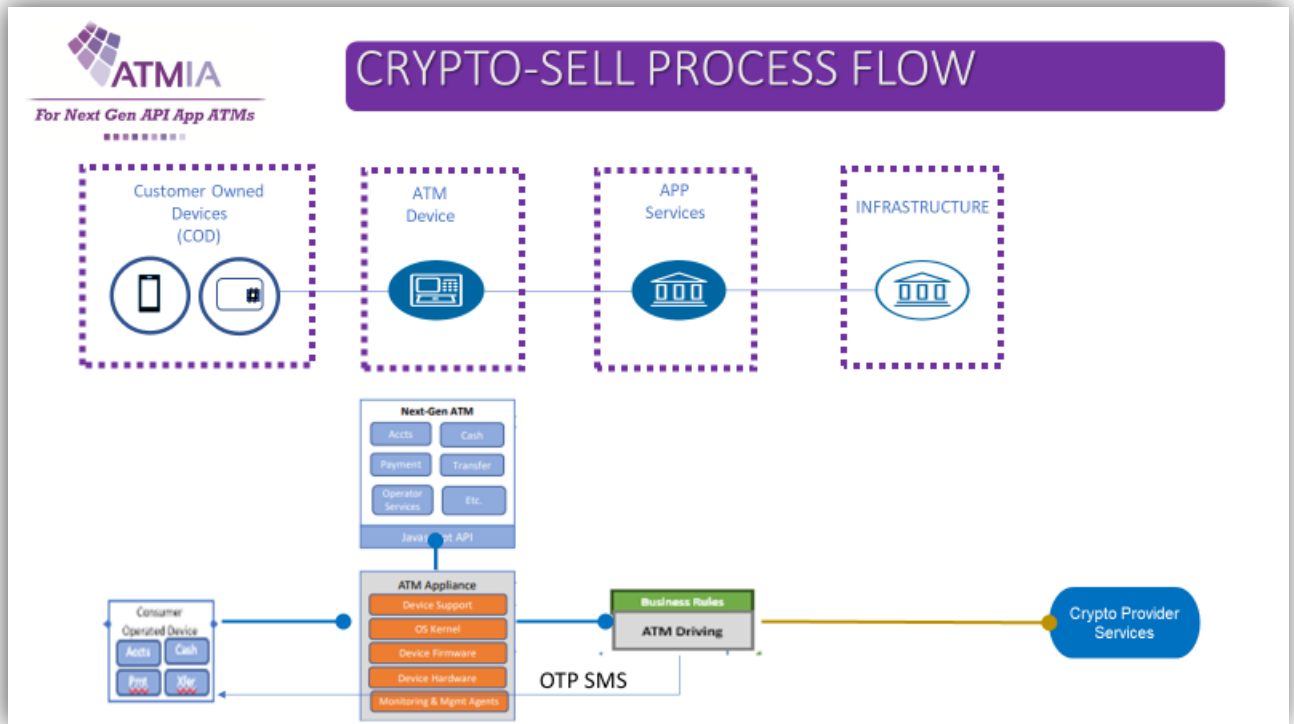 ATMIA
For Next Gen API App ATMs
CRYPTO-SELL PROCESS FLOW
Customer Owned
Devices
(COD)
ATM
Device
APP
Services
INFRASTRUCTURE
Next-Gen ATM
Accts
Cash
Payment
Transfer
Operator
Services
Etc.
API
ATM Appliance
Device Support
OS Kernel
Device Firmware
Device Hardware
Monitoring & Mgmt Agents
Consumer
Operated Device
Accts
Cash
Pmt
Xfer
Business Rules
ATM Driving
OTP SMS
Crypto Provider
Services